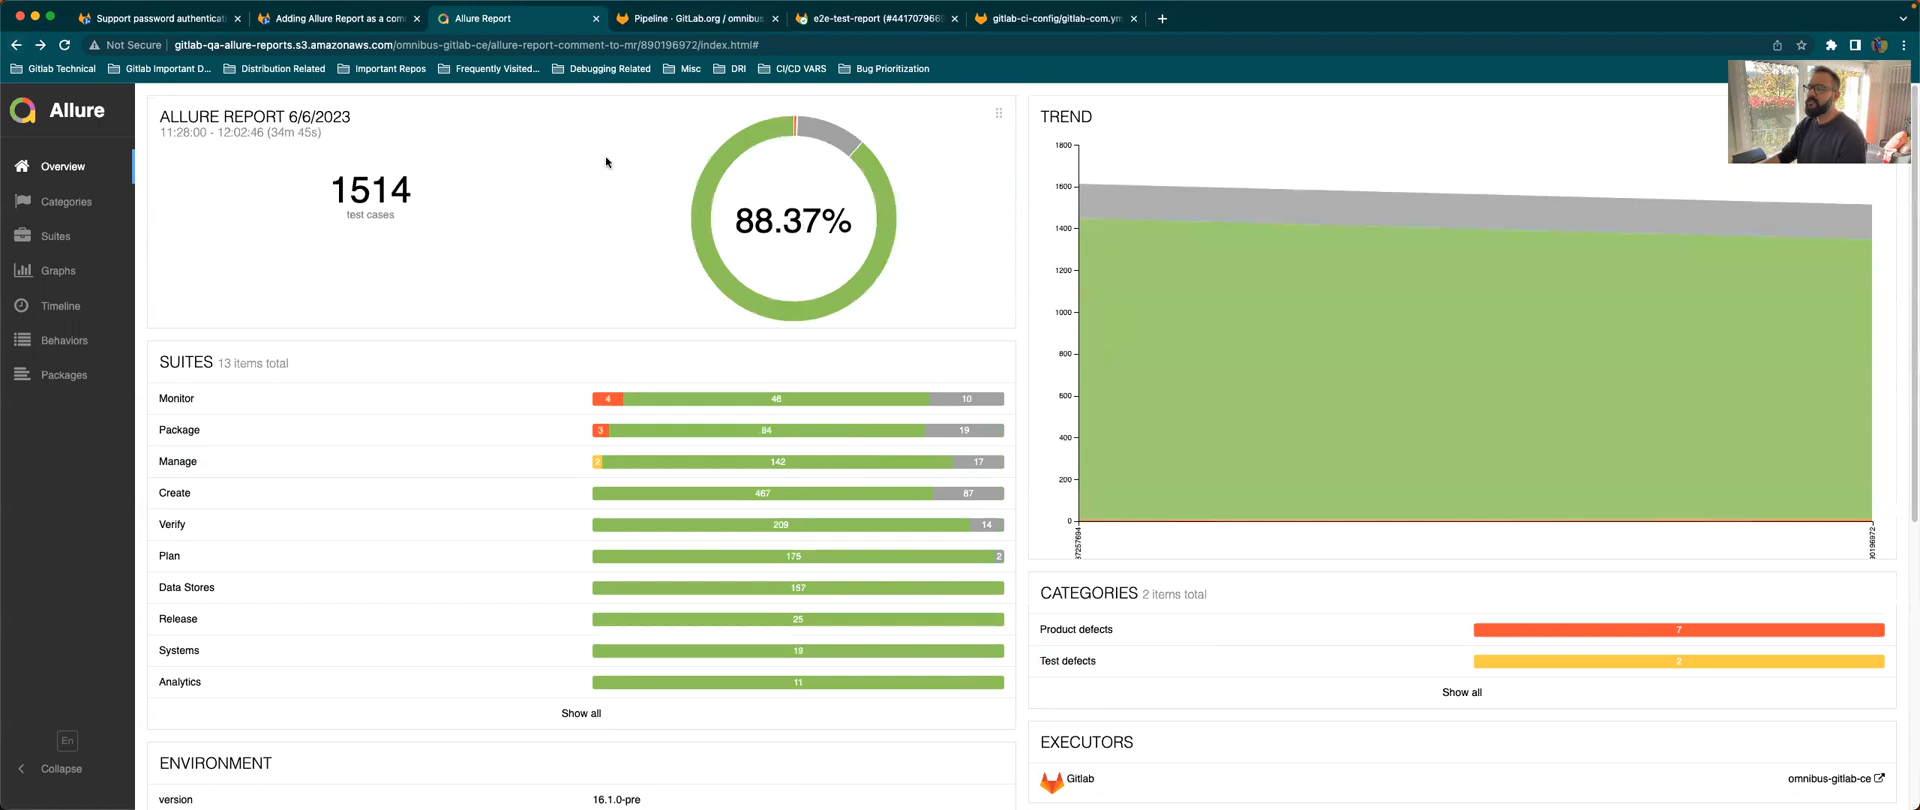 Support password authenticati
Adding Allure Report as a com
Allure Report
Pipeline · GitLab.org / omnibus
e2e-test-report (#441707966
gitlab-ci-config/gitlab-com.ym
Not Secure
gitlab-qa-allure-reports.s3.amazonaws.com/omnibus-gitlab-ce/allure-report-comment-to-mr/890196972/index.html#
Gitlab Technical
Gitlab Important D...
Distribution Related
Important Repos
Frequently Visited...
Debugging Related
Misc
DRI
CI/CD VARS
Bug Prioritization
Allure
Overview
Categories
Suites
Graphs
Timeline
Behaviors
Packages
En
Collapse
ALLURE REPORT 6/6/2023
11:28:00 - 12:02:46 (34m 45s)
1514
test cases
88.37%
SUITES 13 items total
Monitor 4 46 10
Package 3 84 19
Manage 2 142 17
Create 467 87
Verify 209 14
Plan 175 2
Data Stores 157
Release 25
Systems 19
Analytics 11
Show all
ENVIRONMENT
version 16.1.0-pre
TREND
1800
1600
1400
1200
1000
800
600
400
200
0
CATEGORIES 2 items total
Product defects 7
Test defects 2
Show all
EXECUTORS
Gitlab
omnibus-gitlab-ce